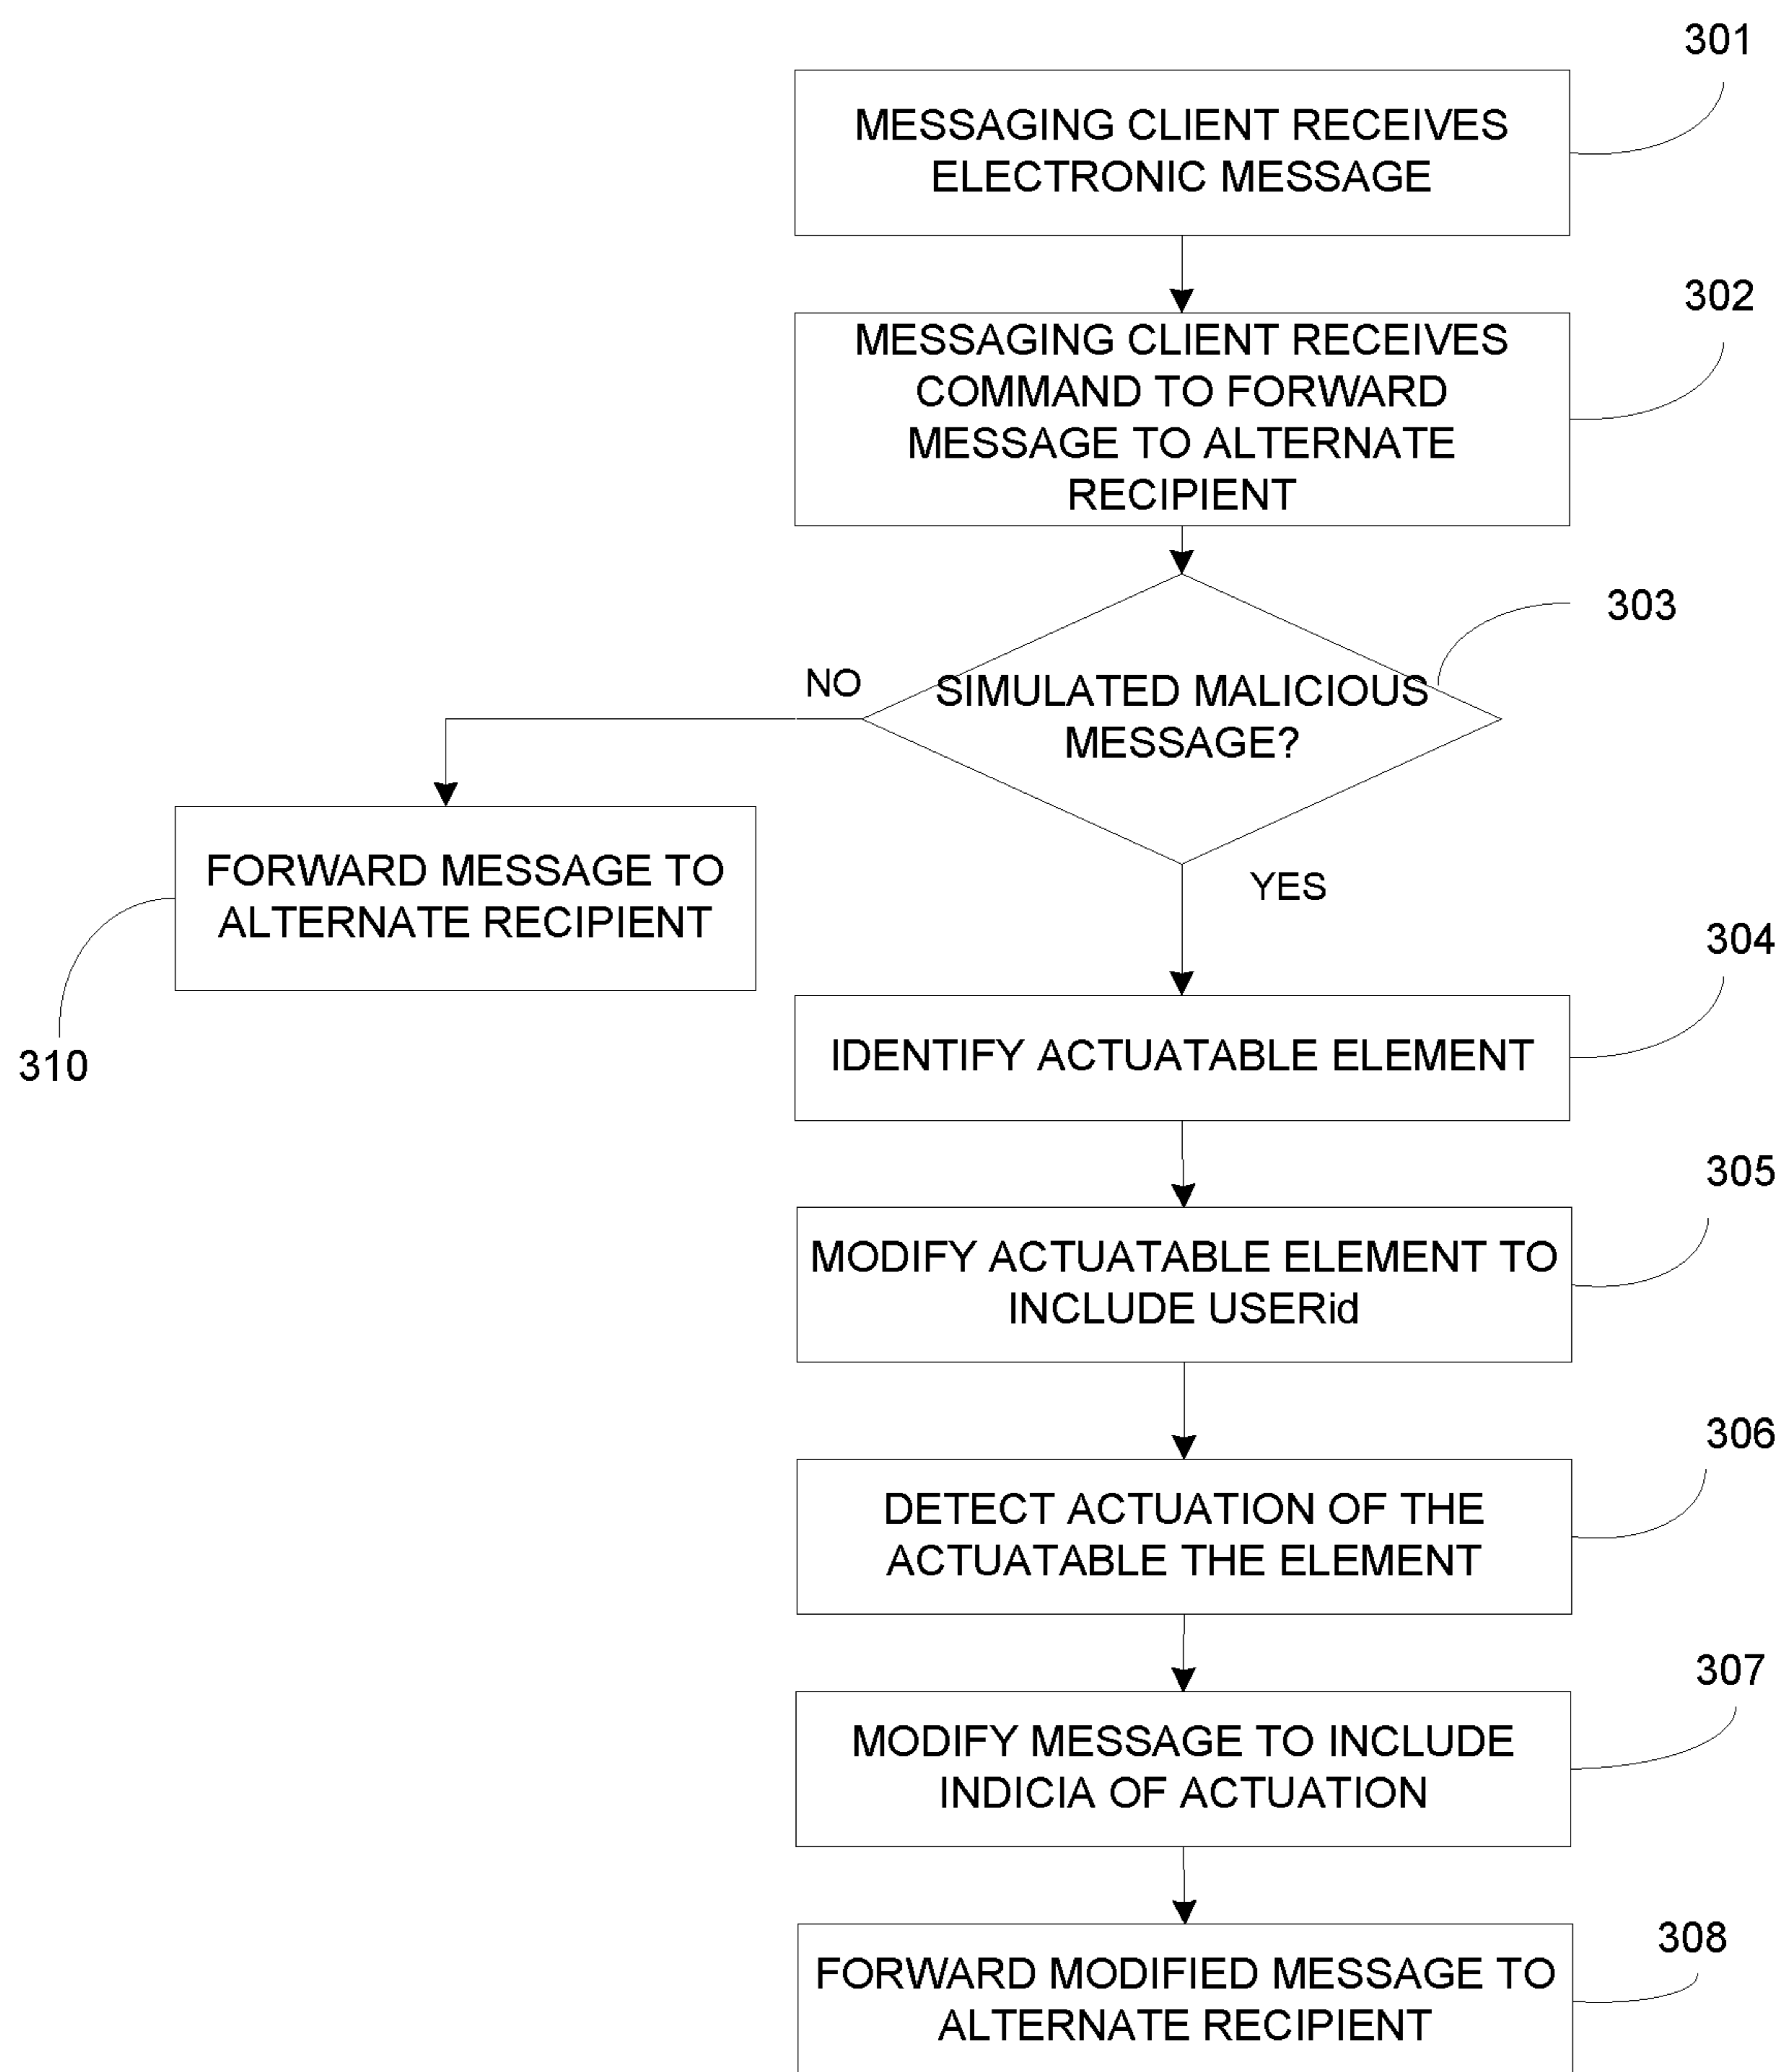 301
MESSAGING CLIENT RECEIVES
ELECTRONIC MESSAGE
302
MESSAGING CLIENT RECEIVES
COMMAND TO FORWARD
MESSAGE TO ALTERNATE
RECIPIENT
303
NO
SIMULATED MALICIOUS
MESSAGE?
FORWARD MESSAGE TO
ALTERNATE RECIPIENT
310
YES
304
IDENTIFY ACTUATABLE ELEMENT
305
MODIFY ACTUATABLE ELEMENT TO
INCLUDE USERid
306
DETECT ACTUATION OF THE
ACTUATABLE THE ELEMENT
307
MODIFY MESSAGE TO INCLUDE
INDICIA OF ACTUATION
308
FORWARD MODIFIED MESSAGE TO
ALTERNATE RECIPIENT